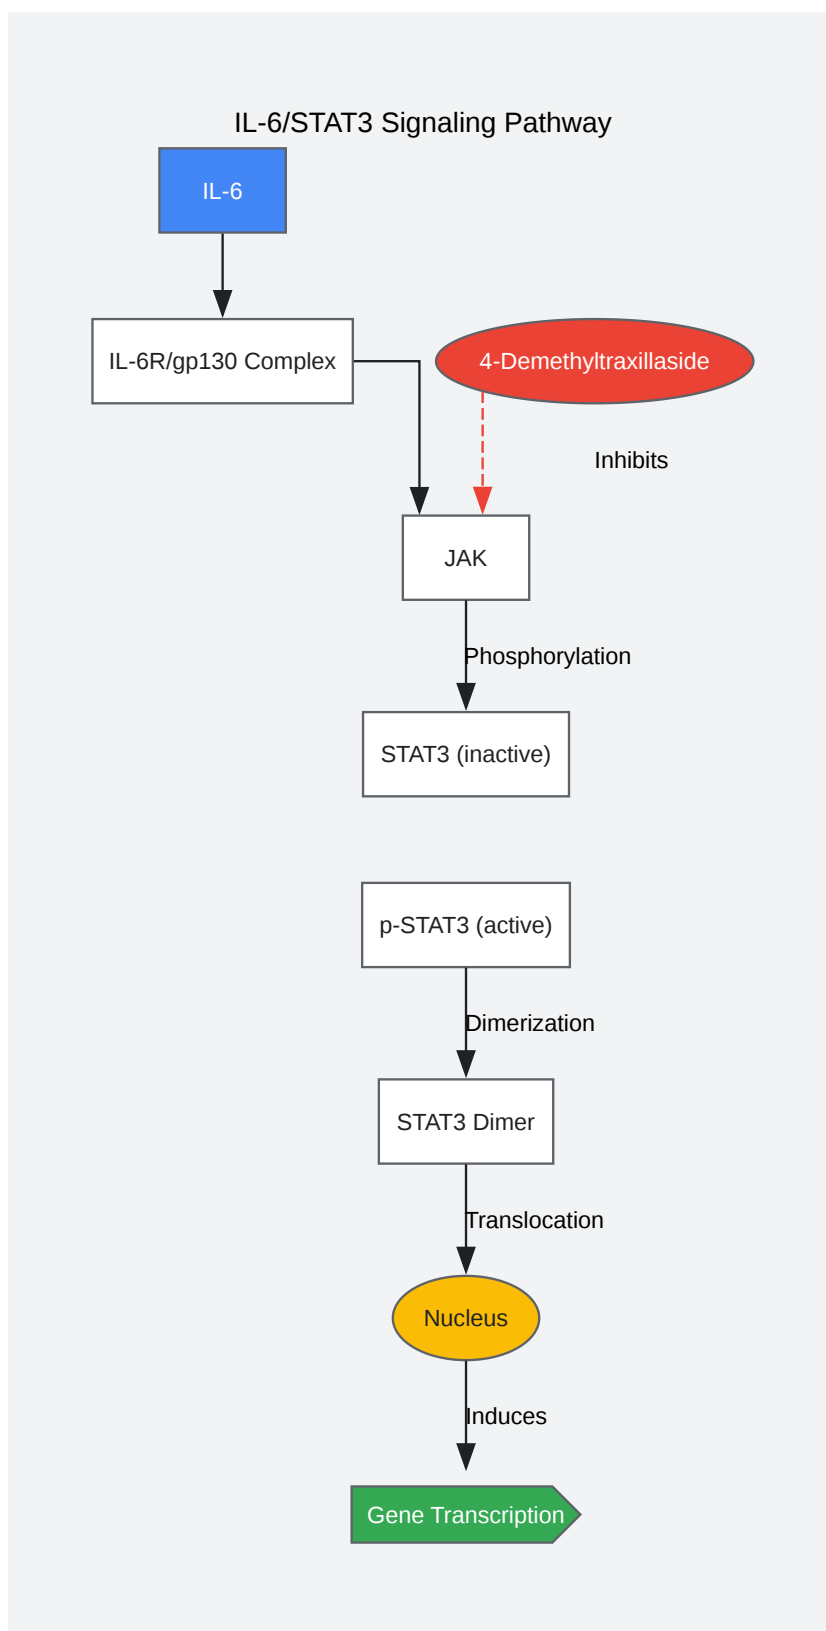 IL-6/STAT3 Signaling Pathway
IL-6
IL-6R/gp130 Complex
4-Demethyltraxillaside
Inhibits
JAK
Phosphorylation
STAT3 (inactive)
p-STAT3 (active)
Dimerization
STAT3 Dimer
Translocation
Nucleus
Induces
Gene Transcription